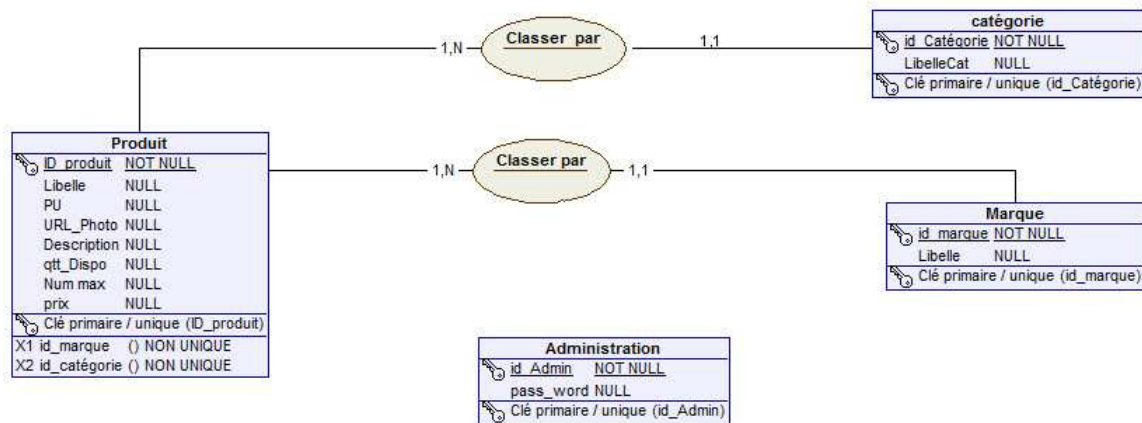 Classer par
1,N
1,1
catégorie
id_Catégorie NOT NULL
LibelleCat NULL
Clé primaire / unique (id_Catégorie)
Produit
ID_produit NOT NULL
Libelle NULL
PU NULL
URL_Photo NULL
Description NULL
qtt_Dispo NULL
Num max NULL
prix NULL
Clé primaire / unique (ID_produit)
X1 id_marque () NON UNIQUE
X2 id_catégorie () NON UNIQUE
Classer par
1,N
1,1
Marque
id_marque NOT NULL
Libelle NULL
Clé primaire / unique (id_marque)
Administration
id_Admin NOT NULL
pass_word NULL
Clé primaire / unique (id_Admin)